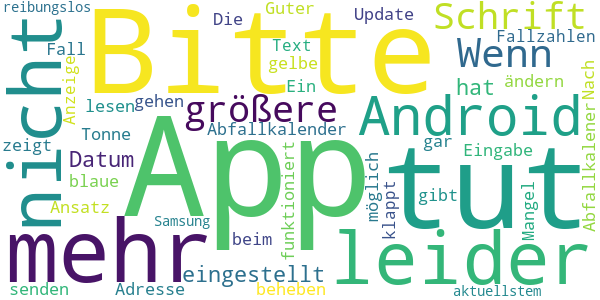 reibungslos
Bitte
Guter
Die
Update
Schrift
nicht
Fall
Anzeige
Text
gelbe
Wenn
Fallzahlen
lesen
gehen
größere
Ein
Android
hat
ändern
Nach
zeigt
Tonne
Abfallkalender
App
tut
gar
Eingabe
Datum
blaue
funktioniert
möglich
klappt
gibt
Mangel
Abfallkalener
Ansatz
Samsung
mehr
beim
leider
eingestellt
senden
Adresse
beheben
aktuellstem